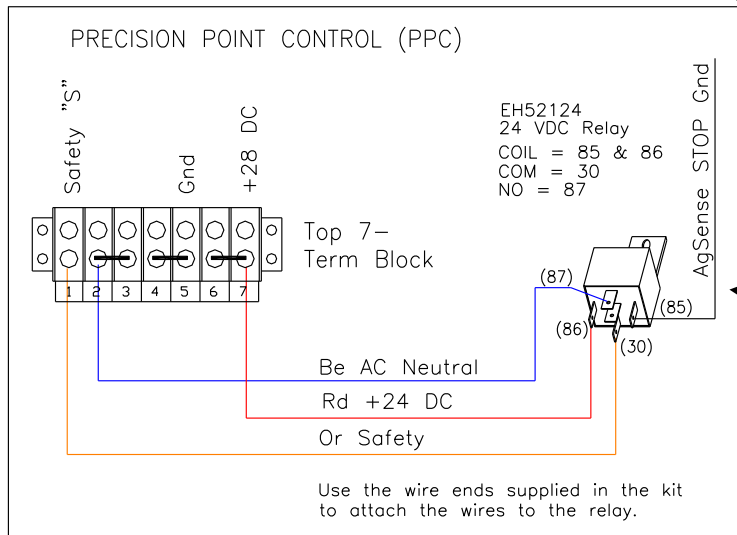 PRECISION POINT CONTROL (PPC)
Safety "S"
Gnd
+28 DC
EH52124
24 VDC Relay
COIL = 85 & 86
COM = 30
NO = 87
AgSense STOP Gnd
Top 7-
Term Block
1 2 3 4 5 6 7
(87)
(86)
(85)
(30)
Be AC Neutral
Rd +24 DC
Or Safety
Use the wire ends supplied in the kit
to attach the wires to the relay.